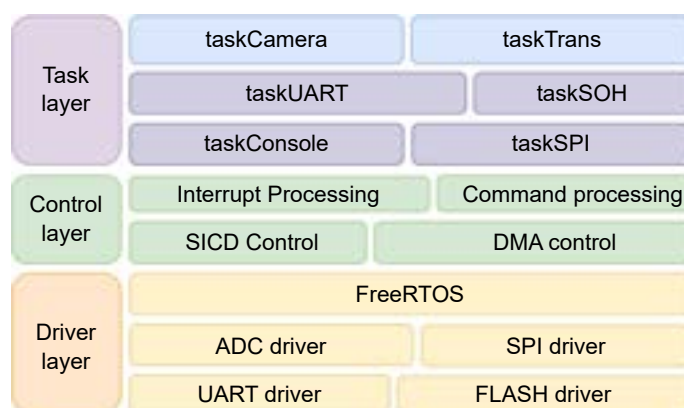 Task
layer
taskCamera
taskTrans
taskUART
taskSOH
taskConsole
taskSPI
Control
layer
Interrupt Processing
Command processing
SICD Control
DMA control
Driver
layer
FreeRTOS
ADC driver
SPI driver
UART driver
FLASH driver